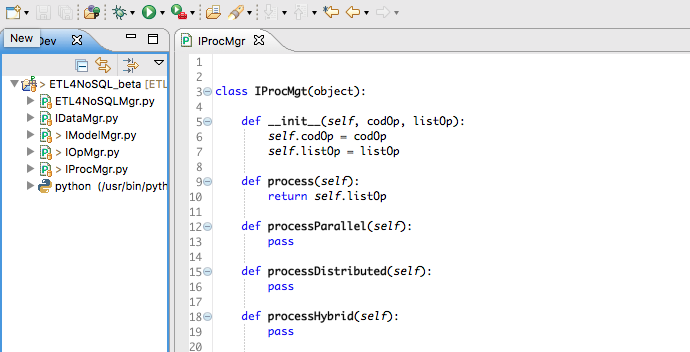 New
Dev
IProcMgr
> ETL4NoSQL_beta [ETL
ETL4NoSQLMgr.py
IDataMgr.py
> IModelMgr.py
> IOpMgr.py
> IProcMgr.py
python (/usr/bin/pyth
1
2
3 class IProcMgt(object):
4
5 def __init__(self, codOp, listOp):
6 self.codOp = codOp
7 self.listOp = listOp
8
9 def process(self):
10 return self.listOp
11
12 def processParallel(self):
13 pass
14
15 def processDistributed(self):
16 pass
17
18 def processHybrid(self):
19 pass
20